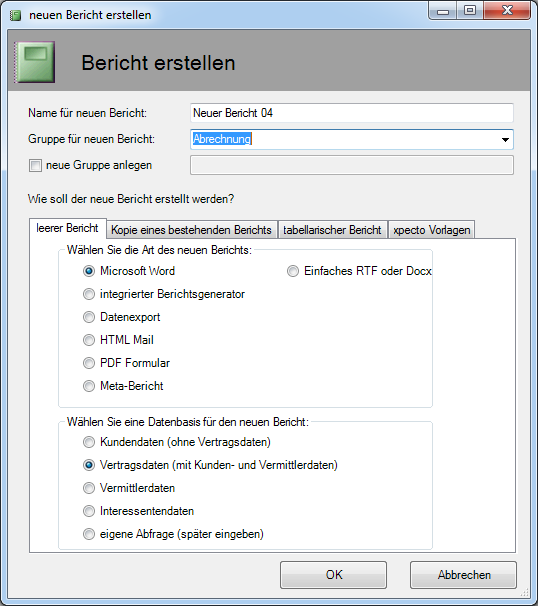 neuen Bericht erstellen
Bericht erstellen
Name für neuen Bericht: Neuer Bericht 04
Gruppe für neuen Bericht: Abrechnung
neue Gruppe anlegen
Wie soll der neue Bericht erstellt werden?
leerer Bericht Kopie eines bestehenden Berichts tabellarischer Bericht xpecto Vorlagen
Wählen Sie die Art des neuen Berichts:
Microsoft Word Einfaches RTF oder Docx
integrierter Berichtsgenerator
Datenexport
HTML Mail
PDF Formular
Meta-Bericht
Wählen Sie eine Datenbasis für den neuen Bericht:
Kundendaten (ohne Vertragsdaten)
Vertragsdaten (mit Kunden- und Vermittlerdaten)
Vermittlerdaten
Interessentendaten
eigene Abfrage (später eingeben)
OK Abbrechen